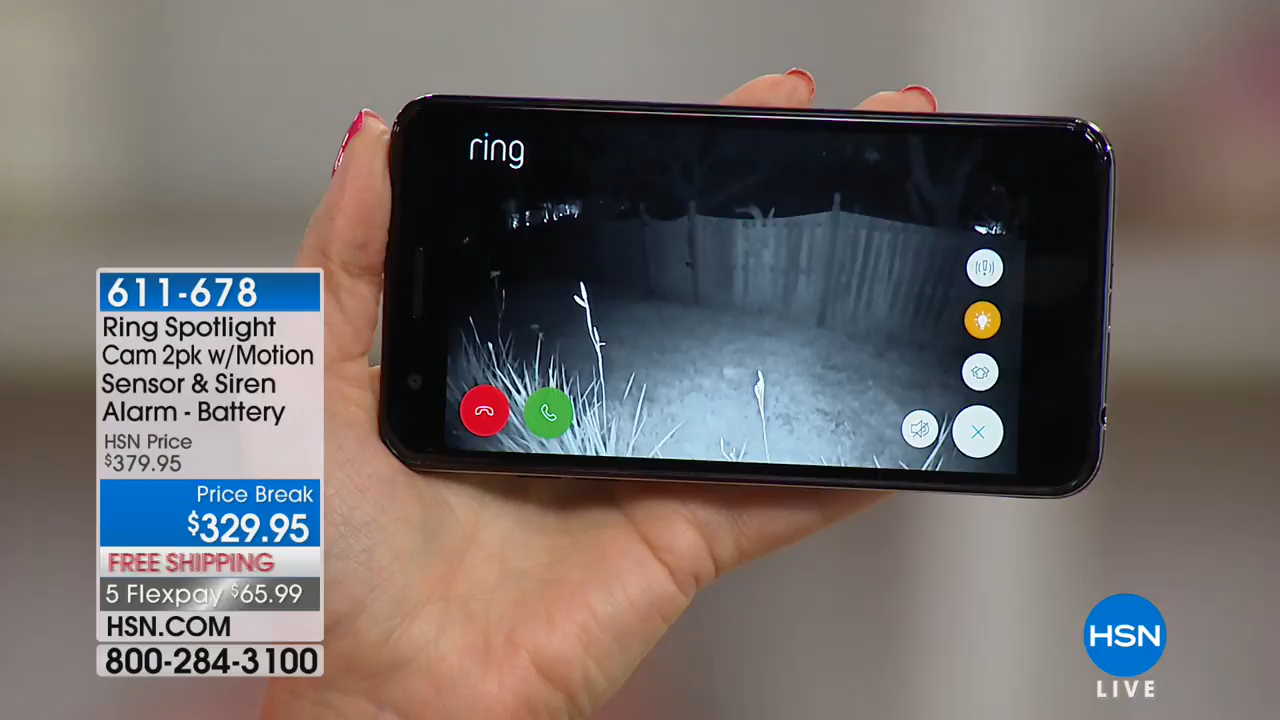 ring
611-678
Ring Spotlight
Cam 2pk w/Motion
Sensor & Siren
Alarm - Battery
HSN Price
$379.95
Price Break
$329.95
FREE SHIPPING
5 Flexpay $65.99
HSN.COM
800-284-3100
HSN
LIVE